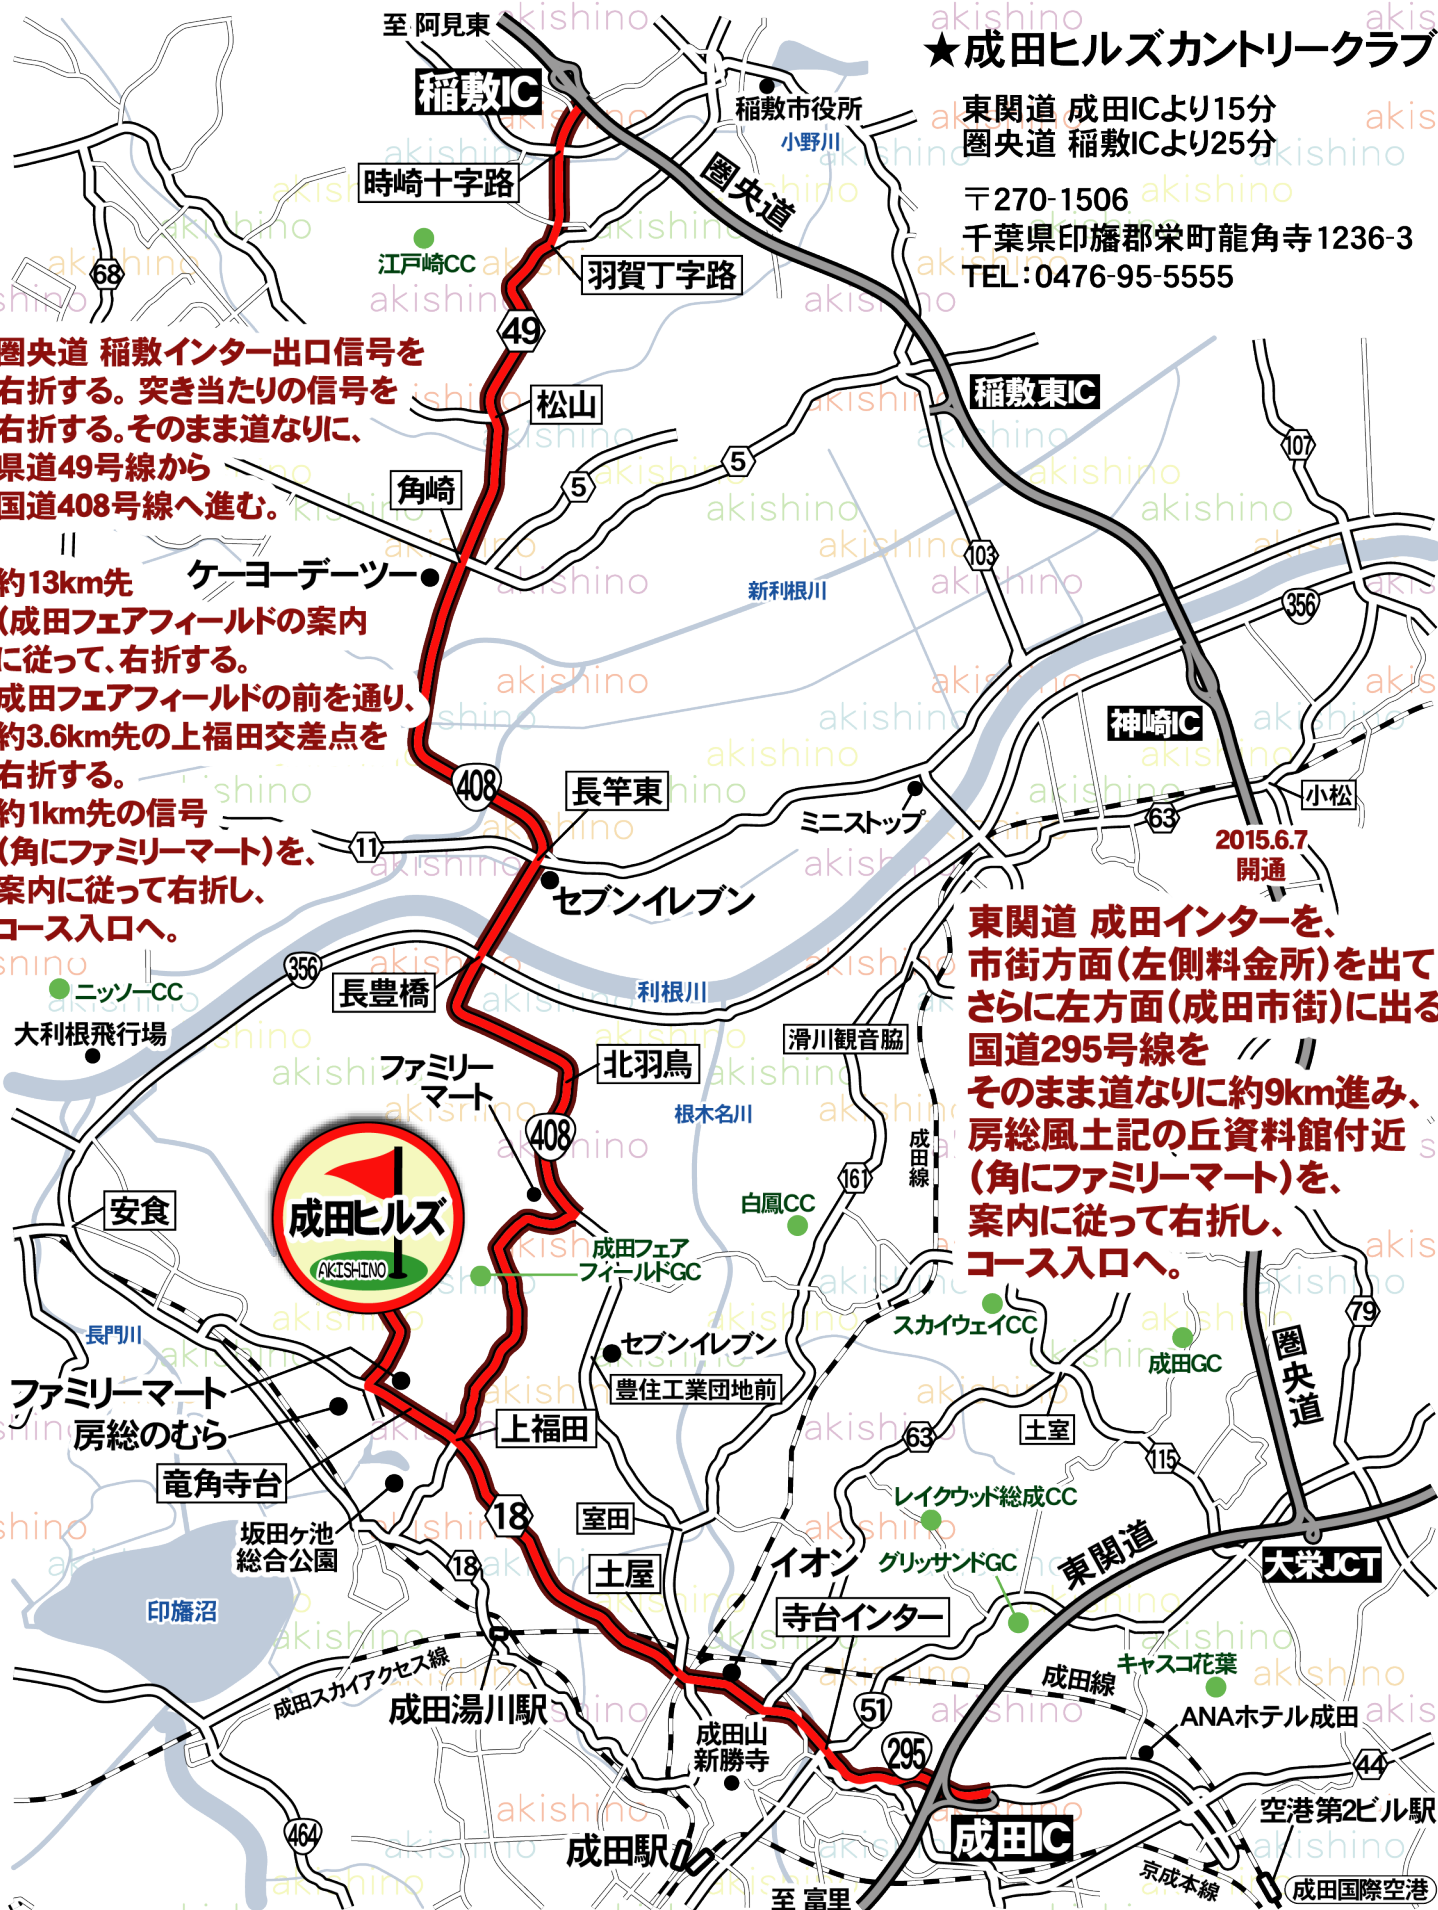 ★成田ヒルズカントリークラブ
東関道 成田ICより15分
圏央道 稲敷ICより25分
〒270-1506
千葉県印旛郡栄町龍角寺1236-3
TEL：0476-95-5555
至 阿見東
稲敷IC
稲敷市役所
小野川
時崎十字路
圏央道
江戸崎CC
羽賀丁字路
68
49
圏央道 稲敷インター出口信号を
右折する。突き当たりの信号を
右折する。そのまま道なりに、
県道49号線から
国道408号線へ進む。
約13km先
(成田フェアフィールドの案内
に従って、右折する。
成田フェアフィールドの前を通り、
約3.6km先の上福田交差点を
右折する。
約1km先の信号
(角にファミリーマート)を、
案内に従って右折し、
コース入口へ。
松山
稲敷東IC
角崎
5
5
107
103
ケーヨーデーツー
新利根川
356
神崎IC
408
長竿東
ミニストップ
小松
63
11
2015.6.7
開通
セブンイレブン
東関道 成田インターを、
市街方面(左側料金所)を出て
さらに左方面(成田市街)に出る
国道295号線を
そのまま道なりに約9km進み、
房総風土記の丘資料館付近
(角にファミリーマート)を、
案内に従って右折し、
コース入口へ。
356
長豊橋
利根川
ニッソーCC
大利根飛行場
滑川観音脇
ファミリー
マート
北羽鳥
根木名川
408
成田線
161
安食
成田ヒルズ
AKISHINO
白鳳CC
成田フェア
フィールドGC
長門川
セブンイレブン
スカイウェイCC
成田GC
79
圏央道
ファミリーマート
豊住工業団地前
房総のむら
上福田
63
土室
115
竜角寺台
18
室田
レイクウッド総成CC
坂田ヶ池
総合公園
18
土屋
イオン
グリッサンドGC
東関道
大栄JCT
印旛沼
寺台インター
成田スカイアクセス線
成田線
キャスコ花葉
成田湯川駅
成田山
新勝寺
51
295
ANAホテル成田
44
464
成田駅
成田IC
空港第2ビル駅
至 富里
京成本線
成田国際空港
akishino